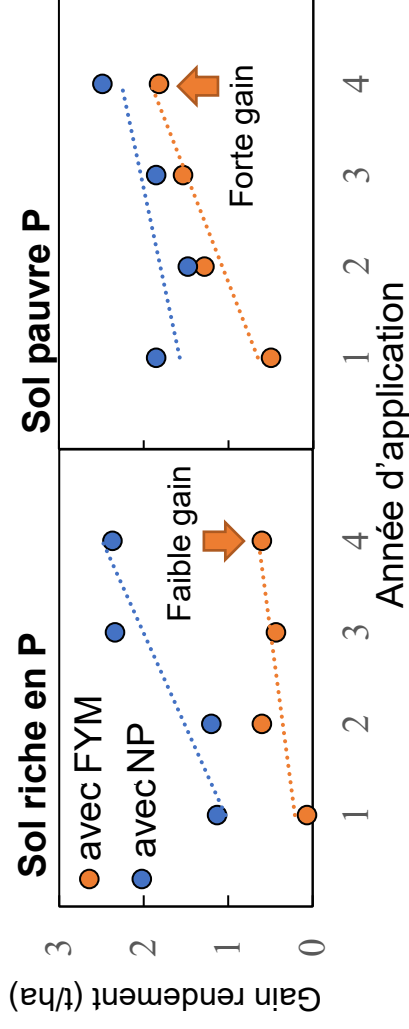 Sol riche en P
Sol pauvre P
avec FYM
avec NP
Faible gain
Forte gain
Gain rendement (t/ha)
3
2
1
0
1 2 3 4
1 2 3 4
Année d'application